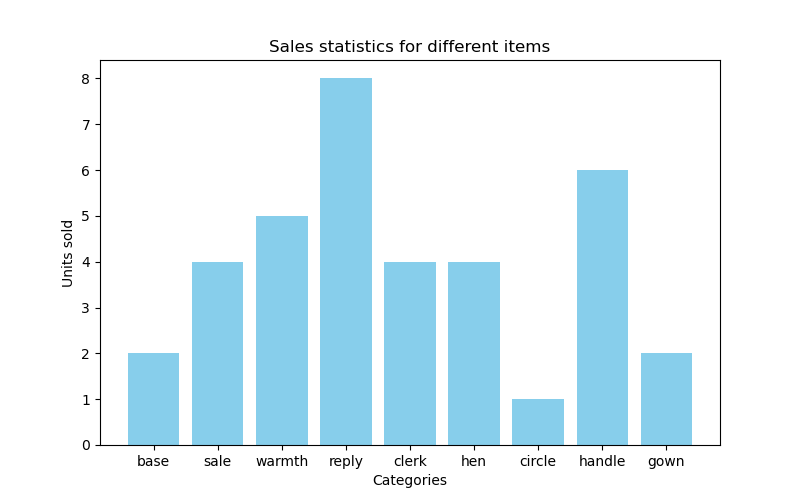 Sales statistics for different items
8
7
6
5
4
3
2
1
0
Units sold
base sale warmth reply clerk hen circle handle gown
Categories